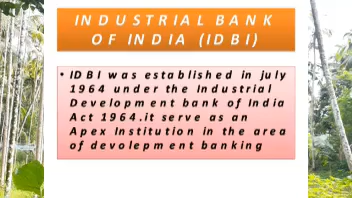 INDUSTRIAL BANK
OF INDIA (IDBI)
• IDBI was established in july
1964 under the Industrial
Development bank of India
Act 1964.it serve as an
Apex Institution in the area
of devolepment banking